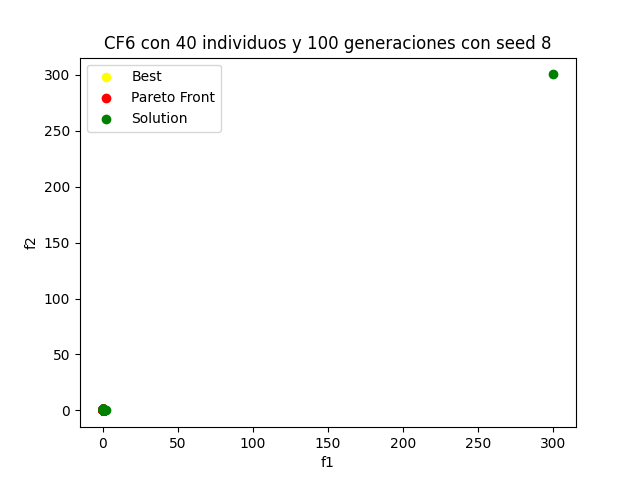 CF6 con 40 individuos y 100 generaciones con seed 8
Best
Pareto Front
Solution
300
250
200
150
100
50
0
f2
0 50 100 150 200 250 300
f1